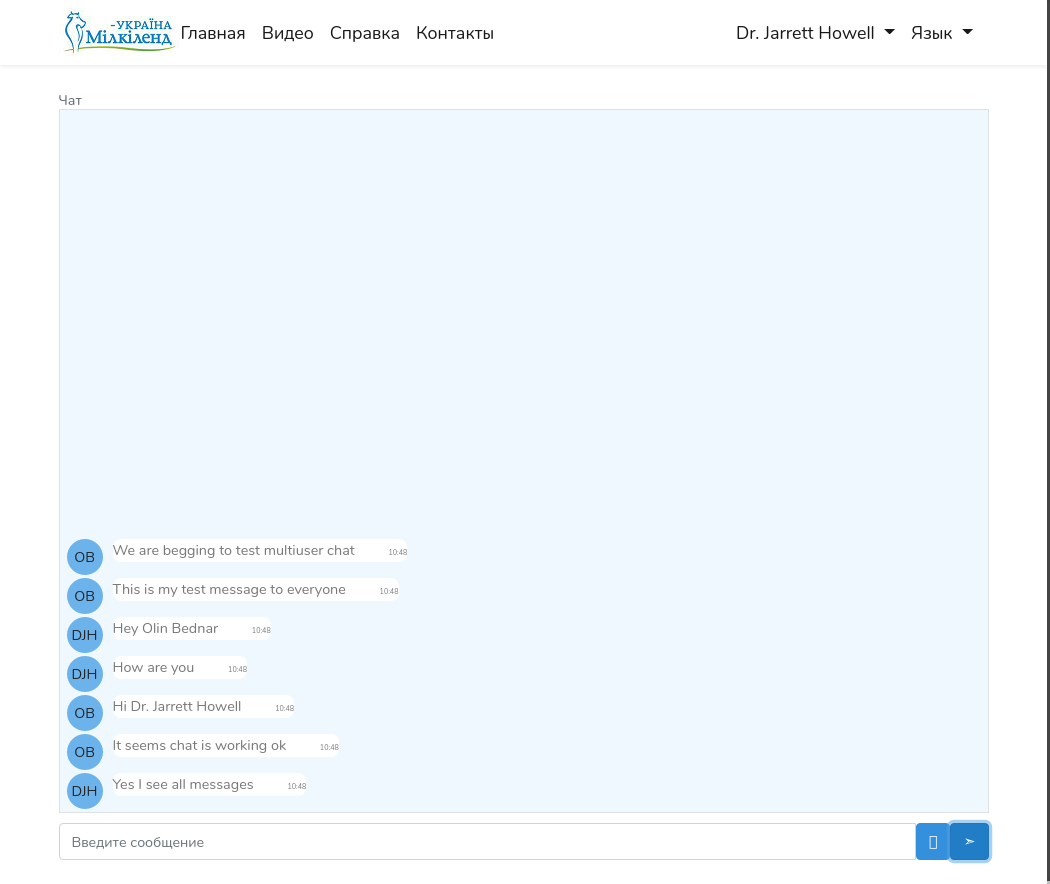 -УКРАЇНА
Мілкіленд
Главная Видео Справка Контакты Dr. Jarrett Howell Язык
Чат
OB We are begging to test multiuser chat 10:48
OB This is my test message to everyone 10:48
DJH Hey Olin Bednar 10:48
DJH How are you 10:48
OB Hi Dr. Jarrett Howell 10:48
OB It seems chat is working ok 10:48
DJH Yes I see all messages 10:48
Введите сообщение